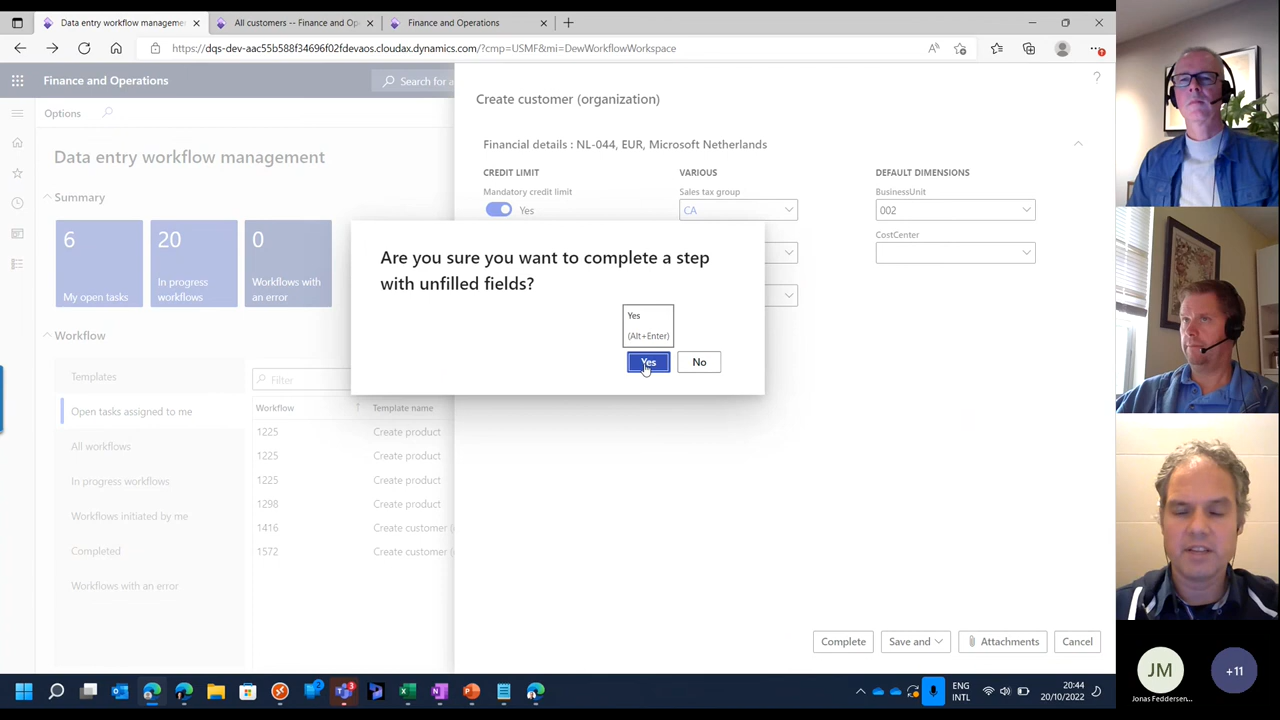 Data entry workflow manageme
All customers -- Finance and Op
Finance and Operations
https://dqs-dev-aac55b588f34696f02fdevaos.cloudax.dynamics.com/?cmp=USMF&mi=DewWorkflowWorkspace
Finance and Operations
Search for a
Options
Data entry workflow management
Summary
6
My open tasks
20
In progress
workflows
0
Workflows with
an error
Workflow
Templates
Open tasks assigned to me
All workflows
In progress workflows
Workflows initiated by me
Completed
Workflows with an error
Filter
Workflow Template name
1225 Create product
1225 Create product
1225 Create product
1298 Create product
1416 Create customer (
1572 Create customer (
Create customer (organization)
Financial details : NL-044, EUR, Microsoft Netherlands
CREDIT LIMIT
Mandatory credit limit
Yes
VARIOUS
Sales tax group
CA
DEFAULT DIMENSIONS
BusinessUnit
002
CostCenter
Are you sure you want to complete a step
with unfilled fields?
Yes
(Alt+Enter)
Yes No
Complete Save and Attachments Cancel
ENG
INTL
20:44
20/10/2022
JM
Jonas Feddersen...
+11